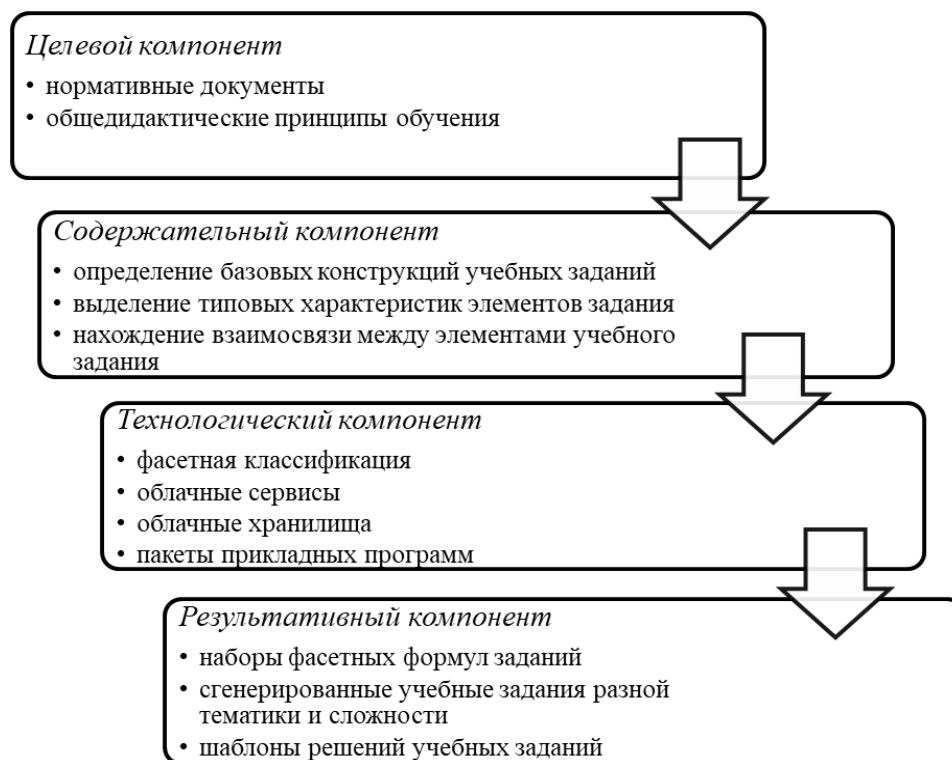 Целевой компонент
• нормативные документы
• общедидактические принципы обучения
Содержательный компонент
• определение базовых конструкций учебных заданий
• выделение типовых характеристик элементов задания
• нахождение взаимосвязи между элементами учебного
задания
Технологический компонент
• фасетная классификация
• облачные сервисы
• облачные хранилища
• пакеты прикладных программ
Результативный компонент
• наборы фасетных формул заданий
• сгенерированные учебные задания разной
тематики и сложности
• шаблоны решений учебных заданий